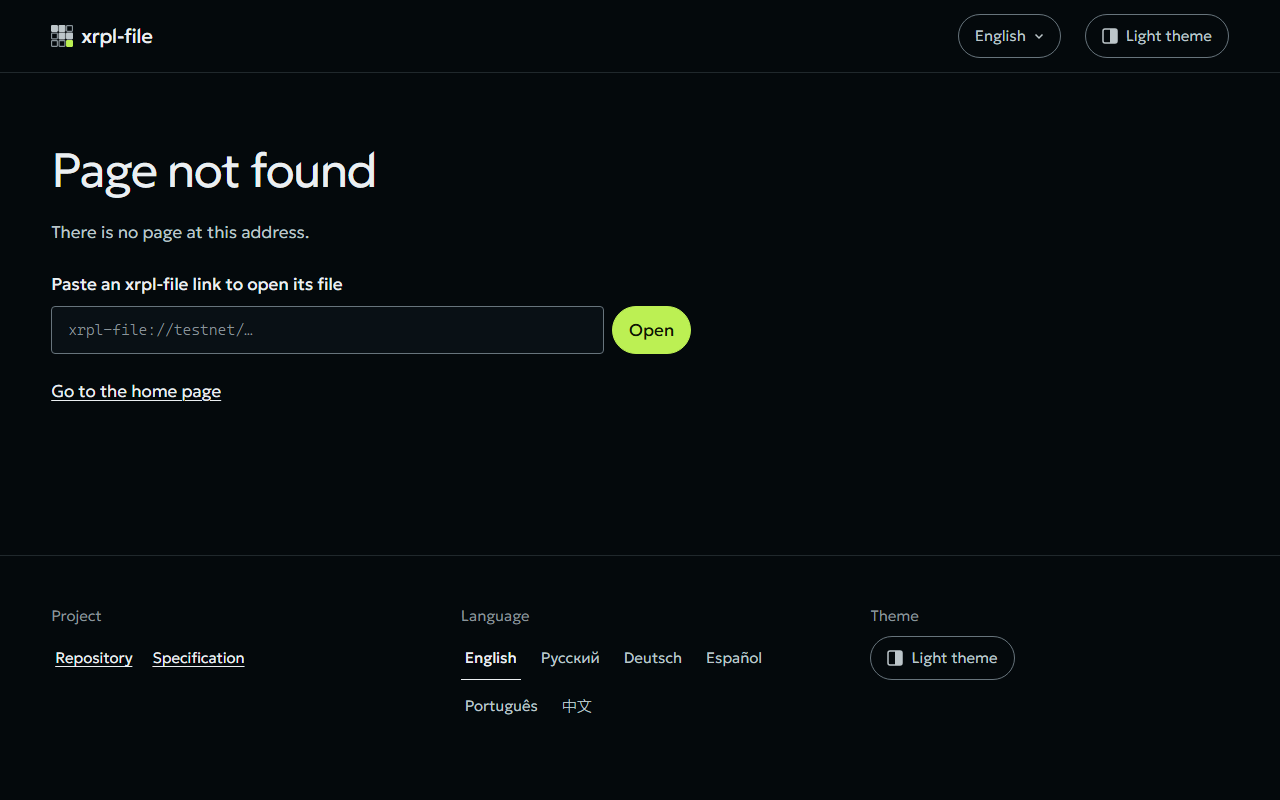 xrpl-file
English
Light theme
Page not found
There is no page at this address.
Paste an xrpl-file link to open its file
xrpl-file://testnet/…
Open
Go to the home page
Project
Language
Theme
Repository
Specification
English
Русский
Deutsch
Español
Light theme
Português
中文